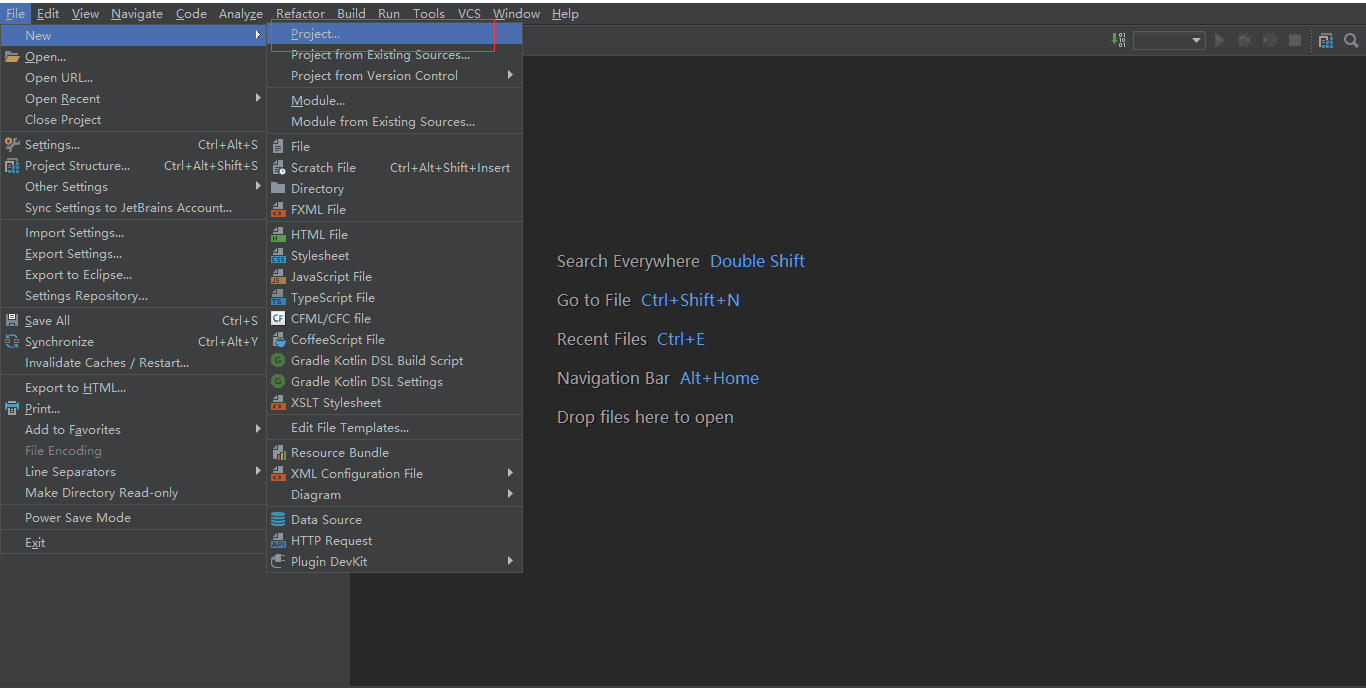 File Edit View Navigate Code Analyze Refactor Build Run Tools VCS Window Help
New
Open...
Open URL...
Open Recent
Close Project
Settings... Ctrl+Alt+S
Project Structure... Ctrl+Alt+Shift+S
Other Settings
Sync Settings to JetBrains Account...
Import Settings...
Export Settings...
Export to Eclipse...
Settings Repository...
Save All Ctrl+S
Synchronize Ctrl+Alt+Y
Invalidate Caches / Restart...
Export to HTML...
Print...
Add to Favorites
File Encoding
Line Separators
Make Directory Read-only
Power Save Mode
Exit
Project...
Project from Existing Sources...
Project from Version Control
Module...
Module from Existing Sources...
File
Scratch File Ctrl+Alt+Shift+Insert
Directory
FXML File
HTML File
Stylesheet
JavaScript File
TypeScript File
CFML/CFC file
CoffeeScript File
Gradle Kotlin DSL Build Script
Gradle Kotlin DSL Settings
XSLT Stylesheet
Edit File Templates...
Resource Bundle
XML Configuration File
Diagram
Data Source
HTTP Request
Plugin DevKit
Search Everywhere Double Shift
Go to File Ctrl+Shift+N
Recent Files Ctrl+E
Navigation Bar Alt+Home
Drop files here to open